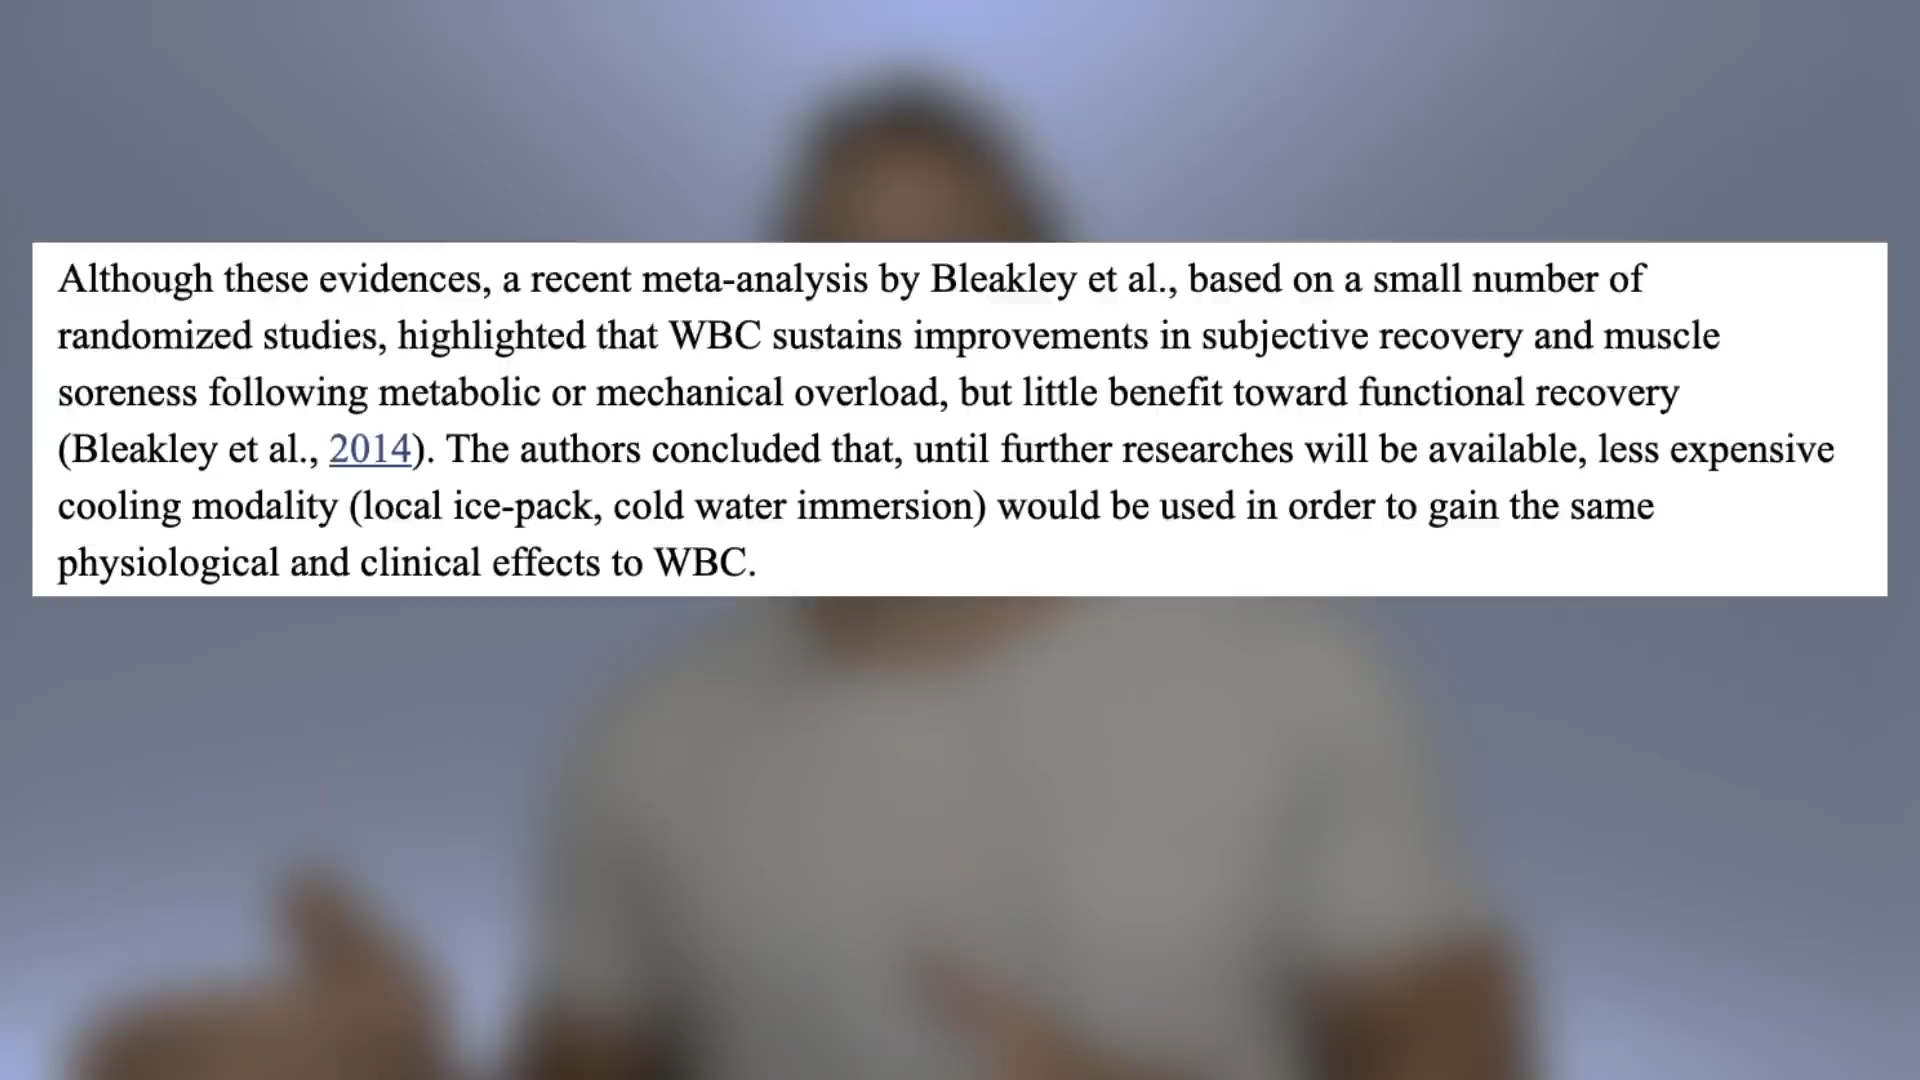 Although these evidences, a recent meta-analysis by Bleakley et al., based on a small number of
randomized studies, highlighted that WBC sustains improvements in subjective recovery and muscle
soreness following metabolic or mechanical overload, but little benefit toward functional recovery
(Bleakley et al., 2014). The authors concluded that, until further researches will be available, less expensive
cooling modality (local ice-pack, cold water immersion) would be used in order to gain the same
physiological and clinical effects to WBC.